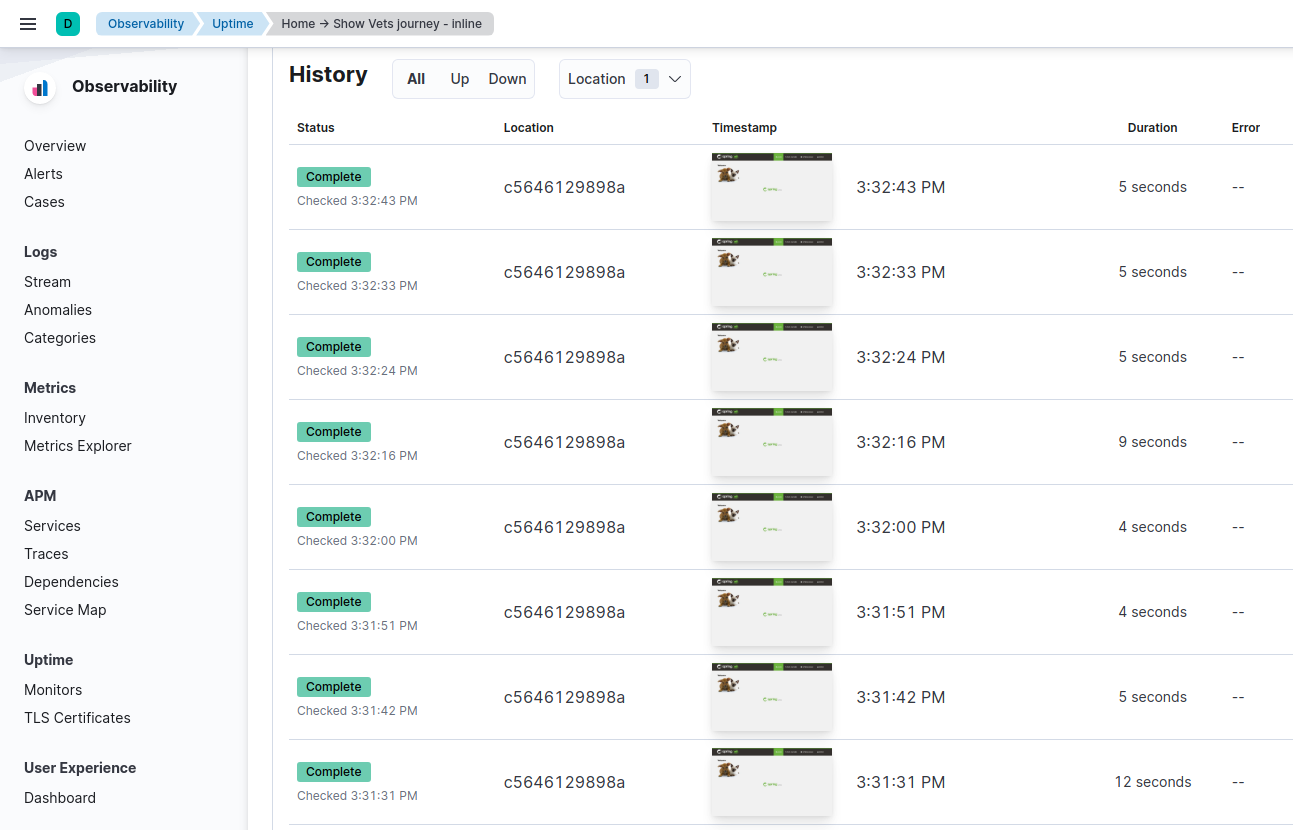 D Observability Uptime Home → Show Vets journey - inline
Observability
Overview
Alerts
Cases
Logs
Stream
Anomalies
Categories
Metrics
Inventory
Metrics Explorer
APM
Services
Traces
Dependencies
Service Map
Uptime
Monitors
TLS Certificates
User Experience
Dashboard
History All Up Down Location 1
Status Location Timestamp Duration Error
Complete
Checked 3:32:43 PM
c5646129898a 3:32:43 PM 5 seconds --
Complete
Checked 3:32:33 PM
c5646129898a 3:32:33 PM 5 seconds --
Complete
Checked 3:32:24 PM
c5646129898a 3:32:24 PM 5 seconds --
Complete
Checked 3:32:16 PM
c5646129898a 3:32:16 PM 9 seconds --
Complete
Checked 3:32:00 PM
c5646129898a 3:32:00 PM 4 seconds --
Complete
Checked 3:31:51 PM
c5646129898a 3:31:51 PM 4 seconds --
Complete
Checked 3:31:42 PM
c5646129898a 3:31:42 PM 5 seconds --
Complete
Checked 3:31:31 PM
c5646129898a 3:31:31 PM 12 seconds --